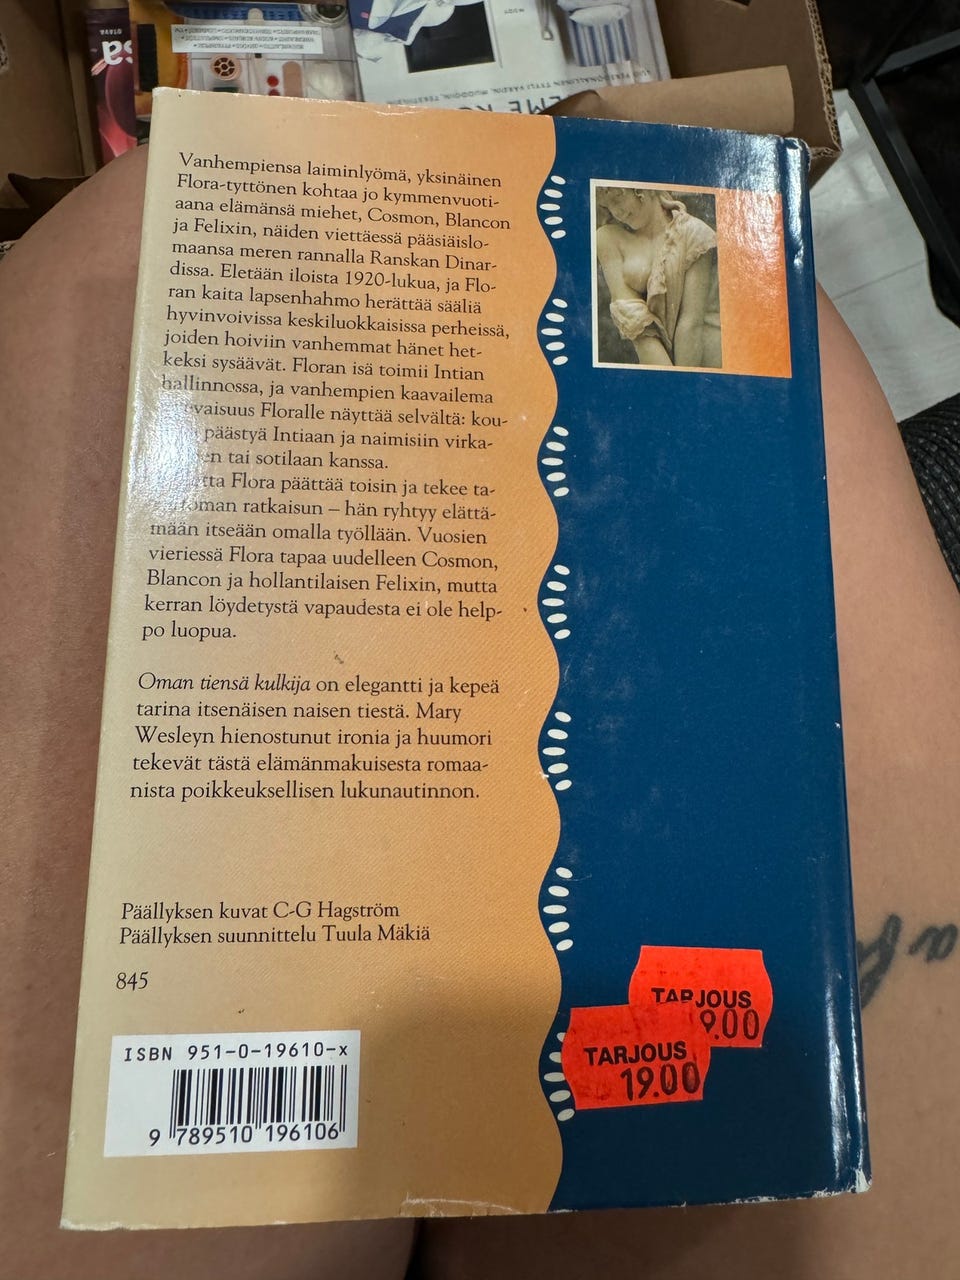 Vanhempiensa laiminlyömä, yksinäinen
Flora-tyttönen kohtaa jo kymmenvuoti-
aana elämänsä miehet, Cosmon, Blancon
ja Felixin, näiden viettäessä pääsiäislo-
maansa meren rannalla Ranskan Dinar-
dissa. Eletään iloista 1920-lukua, ja Flo-
ran kaita lapsenhahmo herättää sääliä
hyvinvoivissa keskiluokkaisissa perheissä,
joiden hoiviin vanhemmat hänet het-
keksi sysäävät. Floran isä toimii Intian
hallinnossa, ja vanhempien kaavailema
Floralle näyttää selvältä: kou-
päästyä Intiaan ja naimisiin virka-
tai sotilaan kanssa.
Flora päättää toisin ja tekee ta-
ratkaisun – hän ryhtyy elättä-
mään itseään omalla työllään. Vuosien
vieriessä Flora tapaa uudelleen Cosmon,
Blancon ja hollantilaisen Felixin, mutta
kerran löydetystä vapaudesta ei ole help-
po luopua.
Oman tiensä kulkija on elegantti ja kepeä
tarina itsenäisen naisen tiestä. Mary
Wesleyn hienostunut ironia ja huumori
tekevät tästä elämänmakuisesta romaa-
nista poikkeuksellisen lukunautinnon.
Päällyksen kuvat C-G Hagström
Päällyksen suunnittelu Tuula Mäkiä
845
ISBN 951-0-19610-x
9 789510 196106
TARJOUS
9.00
TARJOUS
19.00
OTAVA